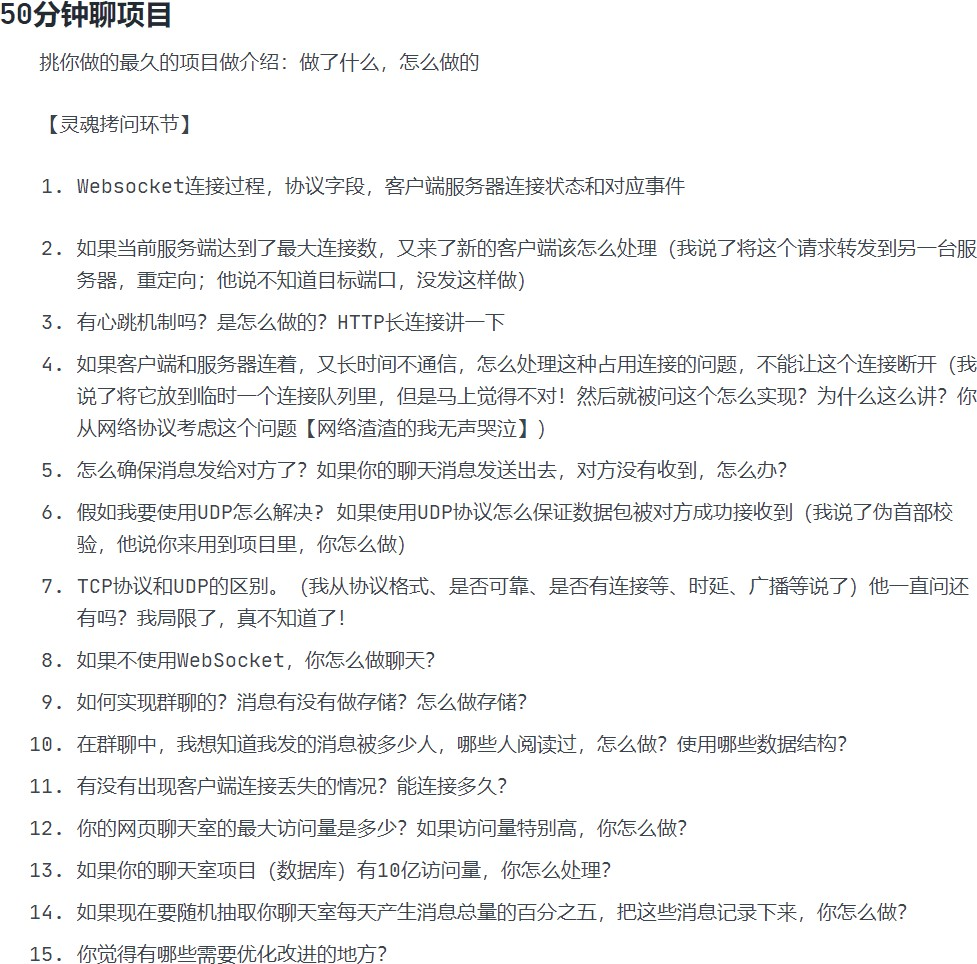 50分钟聊项目
挑你做的最久的项目做介绍：做了什么，怎么做的
【灵魂拷问环节】
1. Websocket连接过程，协议字段，客户端服务器连接状态和对应事件
2. 如果当前服务端达到了最大连接数，又来了新的客户端该怎么处理（我说了将这个请求转发到另一台服
务器，重定向；他说不知道目标端口，没发这样做）
3. 有心跳机制吗？是怎么做的？HTTP长连接讲一下
4. 如果客户端和服务器连着，又长时间不通信，怎么处理这种占用连接的问题，不能让这个连接断开（我
说了将它放到临时一个连接队列里，但是马上觉得不对！然后就被问这个怎么实现？为什么这么讲？你
从网络协议考虑这个问题【网络渣渣的我无声哭泣】）
5. 怎么确保消息发给对方了？如果你的聊天消息发送出去，对方没有收到，怎么办？
6. 假如我要使用UDP怎么解决？如果使用UDP协议怎么保证数据包被对方成功接收到（我说了伪首部校
验，他说你来用到项目里，你怎么做）
7. TCP协议和UDP的区别。（我从协议格式、是否可靠、是否有连接等、时延、广播等说了）他一直问还
有吗？我局限了，真不知道了！
8. 如果不使用WebSocket，你怎么做聊天？
9. 如何实现群聊的？消息有没有做存储？怎么做存储？
10. 在群聊中，我想知道我发的消息被多少人，哪些人阅读过，怎么做？使用哪些数据结构？
11. 有没有出现客户端连接丢失的情况？能连接多久？
12. 你的网页聊天室的最大访问量是多少？如果访问量特别高，你怎么做？
13. 如果你的聊天室项目（数据库）有10亿访问量，你怎么处理？
14. 如果现在要随机抽取你聊天室每天产生消息总量的百分之五，把这些消息记录下来，你怎么做？
15. 你觉得有哪些需要优化改进的地方？